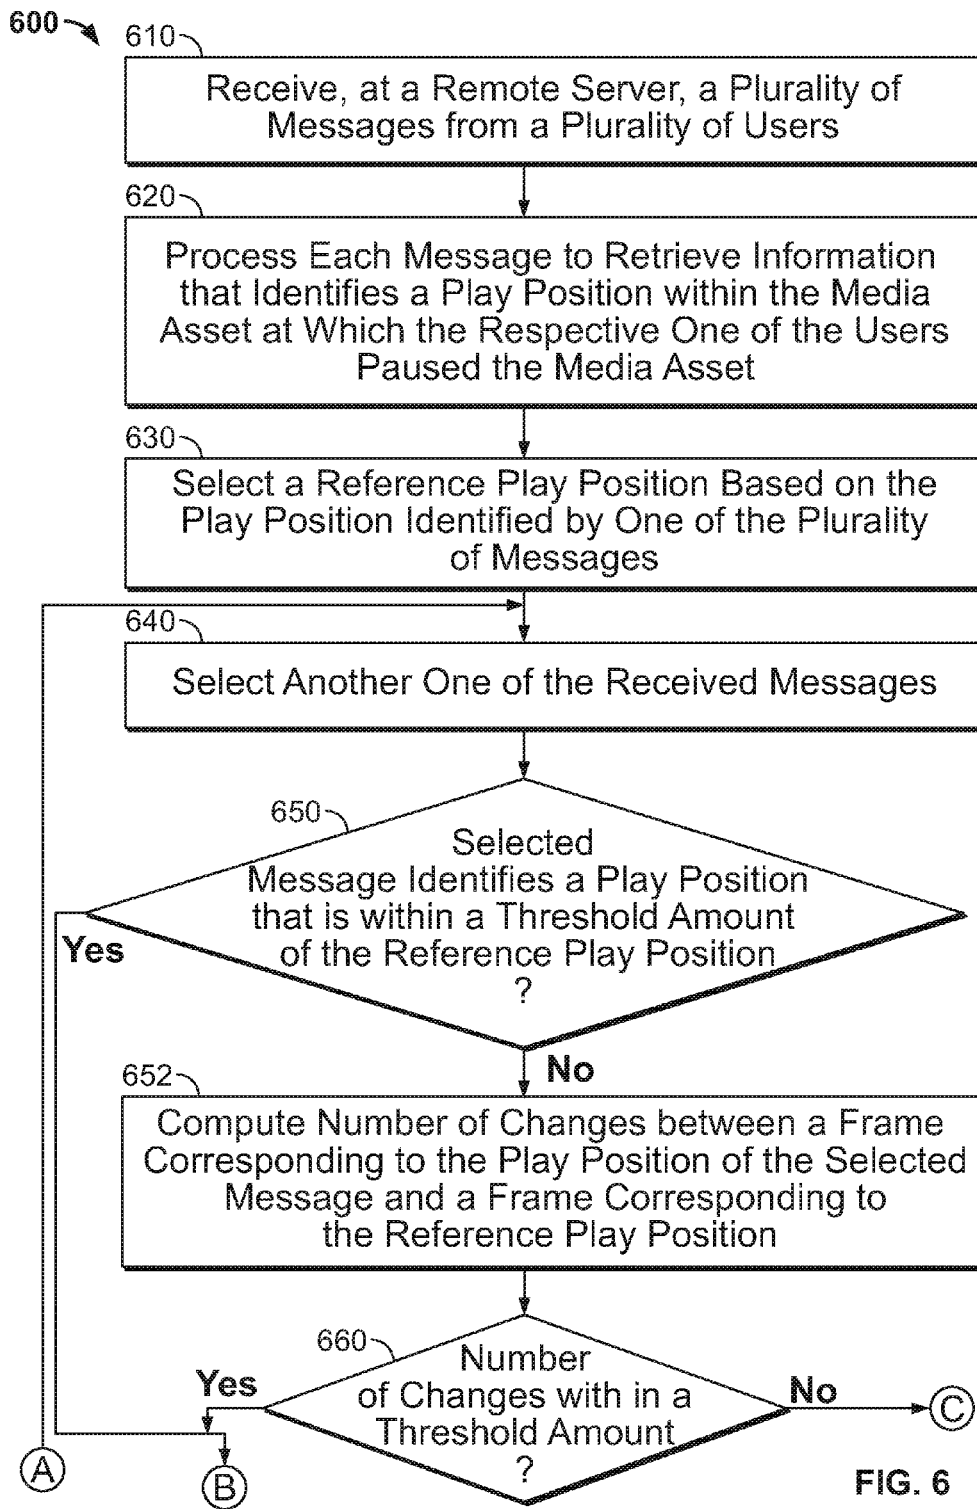 600
610
Receive, at a Remote Server, a Plurality of
Messages from a Plurality of Users
620
Process Each Message to Retrieve Information
that Identifies a Play Position within the Media
Asset at Which the Respective One of the Users
Paused the Media Asset
630
Select a Reference Play Position Based on the
Play Position Identified by One of the Plurality
of Messages
640
Select Another One of the Received Messages
650
Selected
Message Identifies a Play Position
that is within a Threshold Amount
of the Reference Play Position
?
Yes
No
652
Compute Number of Changes between a Frame
Corresponding to the Play Position of the Selected
Message and a Frame Corresponding to
the Reference Play Position
660
Number
of Changes with in a
Threshold Amount
?
Yes
No
C
A
B
FIG. 6